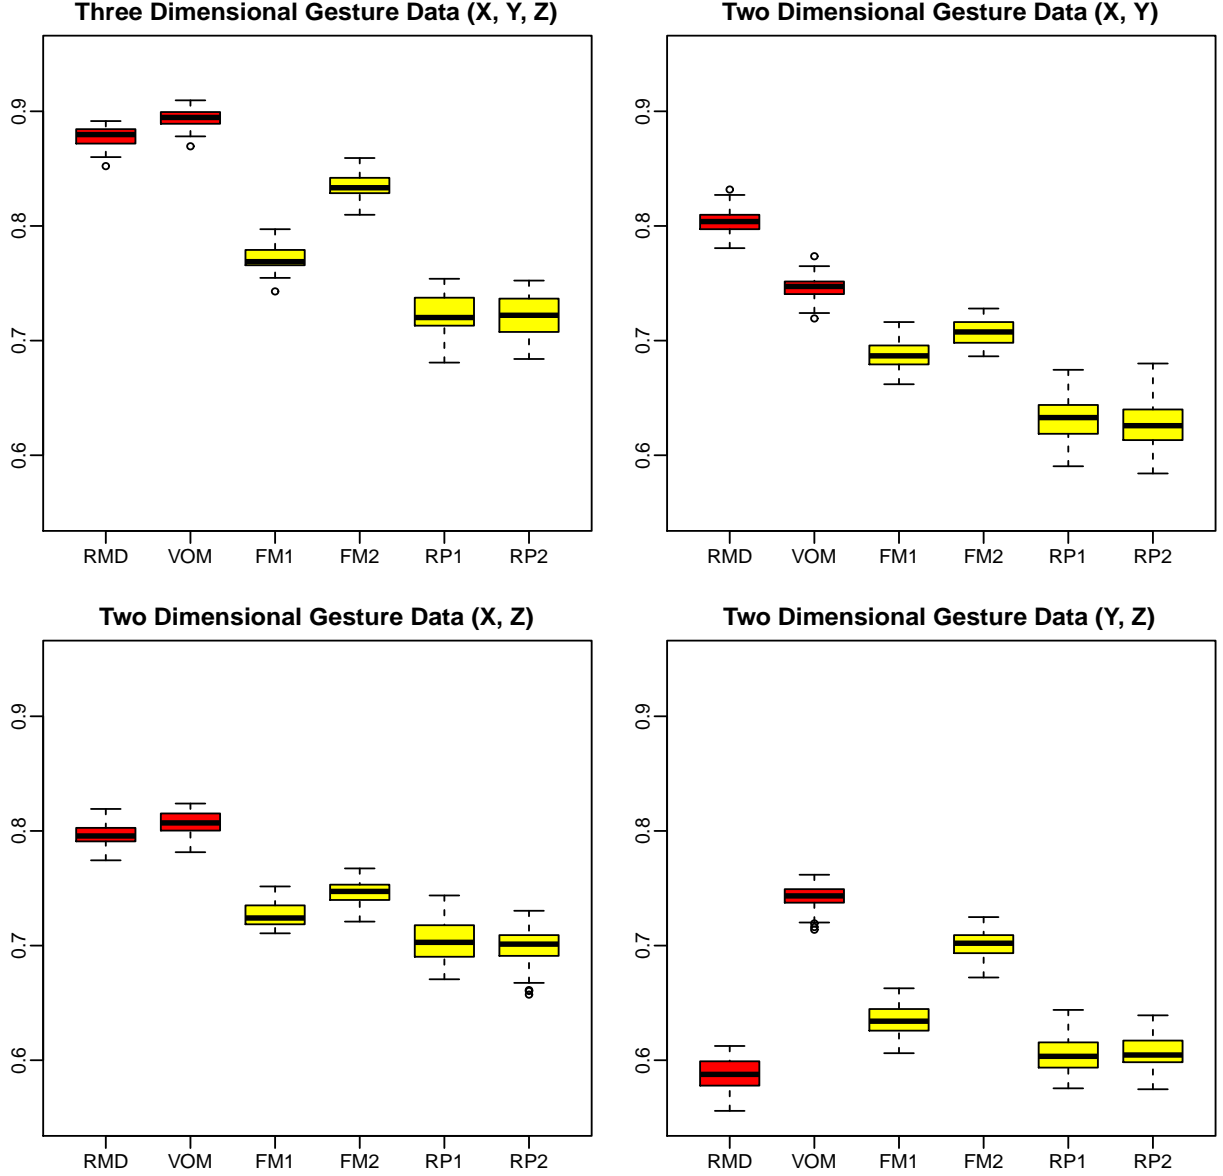 Three Dimensional Gesture Data (X, Y, Z)
0.9
0.8
0.7
0.6
RMD VOM FM1 FM2 RP1 RP2
Two Dimensional Gesture Data (X, Y)
0.9
0.8
0.7
0.6
RMD VOM FM1 FM2 RP1 RP2
Two Dimensional Gesture Data (X, Z)
0.9
0.8
0.7
0.6
RMD VOM FM1 FM2 RP1 RP2
Two Dimensional Gesture Data (Y, Z)
0.9
0.8
0.7
0.6
RMD VOM FM1 FM2 RP1 RP2